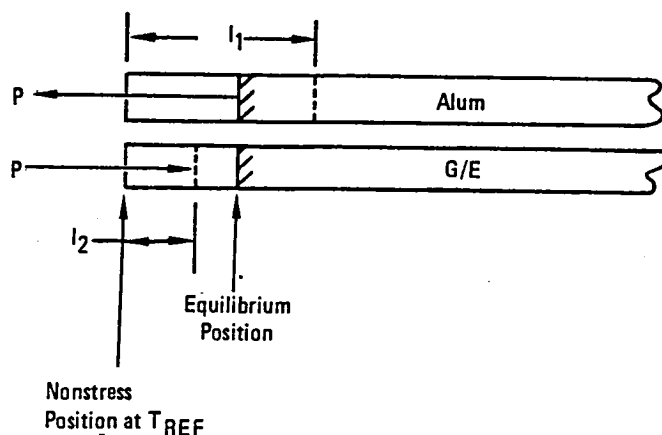 l1
P
Alum
P
G/E
l2
Equilibrium
Position
Nonstress
Position at TREF